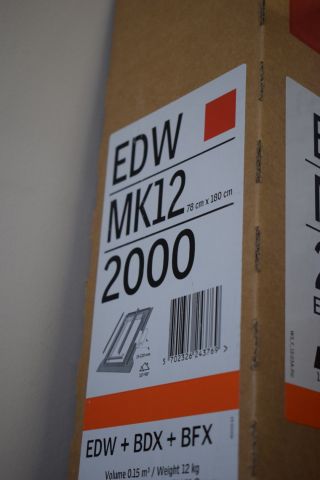 EDW
MK12 78 cm x 180 cm
2000
5 702326 243769 >
EDW + BDX + BFX
Volume 0.15 m³ / Weight 12 kg